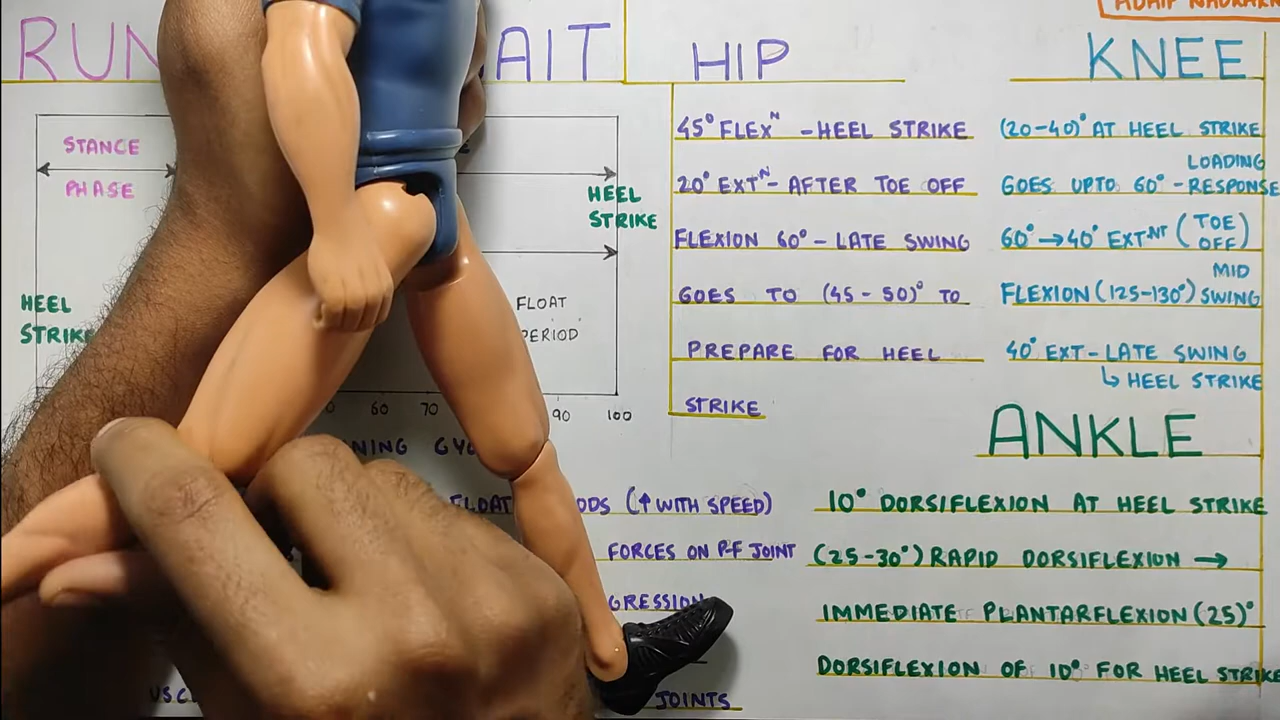 RUN AIT
STANCE
PHASE
HEEL
STRIKE
HEEL
STRIKE
FLOAT
PERIOD
60 70 90 100
FLOAT
(↑ WITH SPEED)
FORCES ON P-F JOINT
JOINTS
HIP
45° FLEXᴺ - HEEL STRIKE
20° EXTᴺ - AFTER TOE OFF
FLEXION 60° - LATE SWING
GOES TO (45 - 50)° TO
PREPARE FOR HEEL
STRIKE
KNEE
(20-40)° AT HEEL STRIKE
GOES UPTO 60° - LOADING RESPONSE
60° → 40° EXTᴺᵀ (TOE OFF)
FLEXION (125-130°) MID SWING
40° EXT - LATE SWING
↳ HEEL STRIKE
ANKLE
10° DORSIFLEXION AT HEEL STRIKE
(25-30°) RAPID DORSIFLEXION →
IMMEDIATE PLANTARFLEXION (25)°
DORSIFLEXION OF 10° FOR HEEL STRIKE